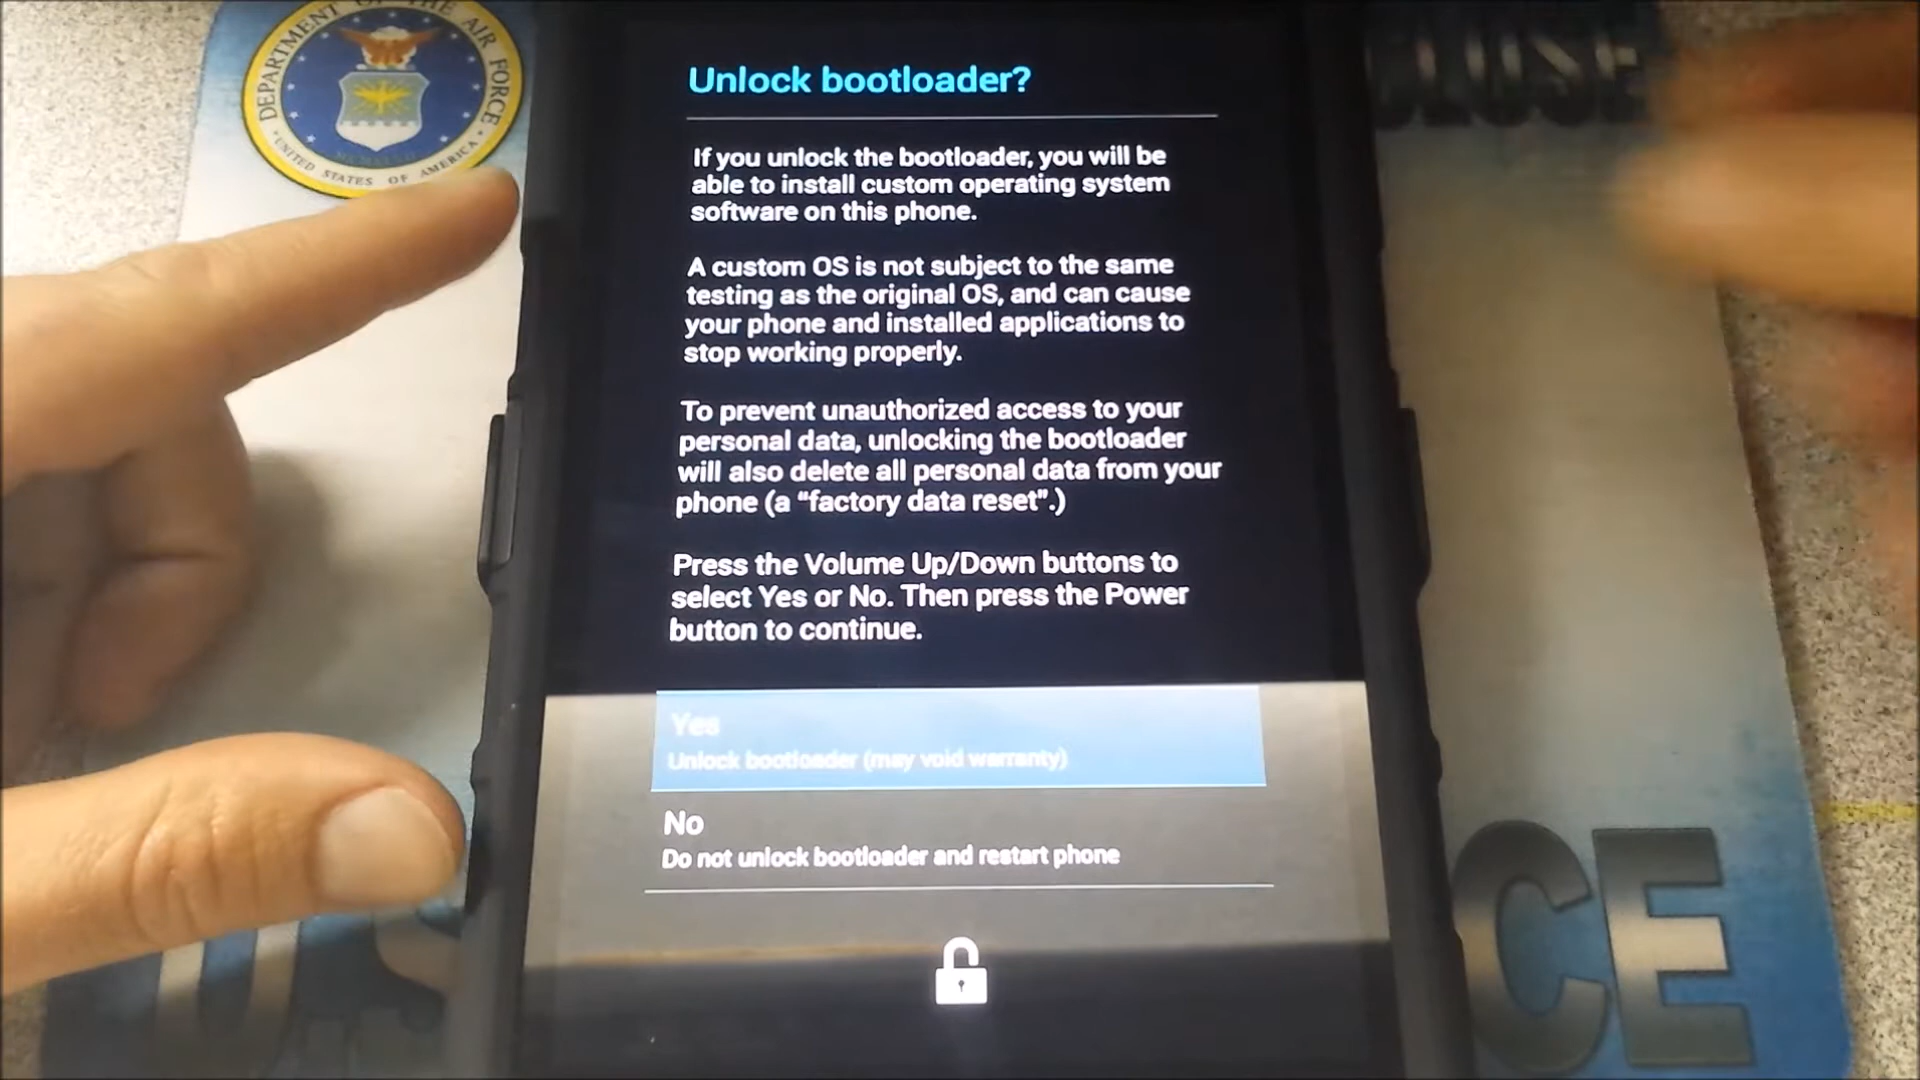 DEPARTMENT OF THE AIR FORCE
UNITED STATES OF AMERICA
Unlock bootloader?
If you unlock the bootloader, you will be
able to install custom operating system
software on this phone.
A custom OS is not subject to the same
testing as the original OS, and can cause
your phone and installed applications to
stop working properly.
To prevent unauthorized access to your
personal data, unlocking the bootloader
will also delete all personal data from your
phone (a "factory data reset".)
Press the Volume Up/Down buttons to
select Yes or No. Then press the Power
button to continue.
Yes
Unlock bootloader (may void warranty)
No
Do not unlock bootloader and restart phone
US
CE